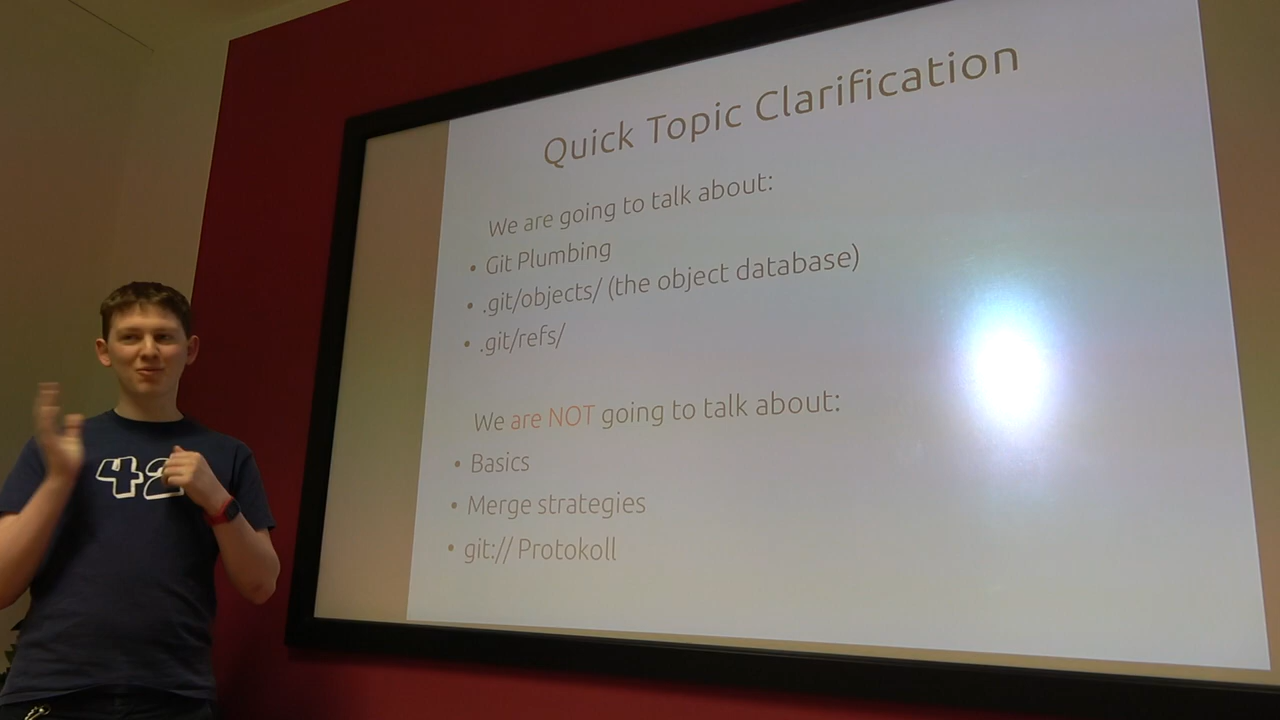 Quick Topic Clarification
We are going to talk about:
• Git Plumbing
• .git/objects/ (the object database)
• .git/refs/
We are NOT going to talk about:
• Basics
• Merge strategies
• git:// Protokoll
42